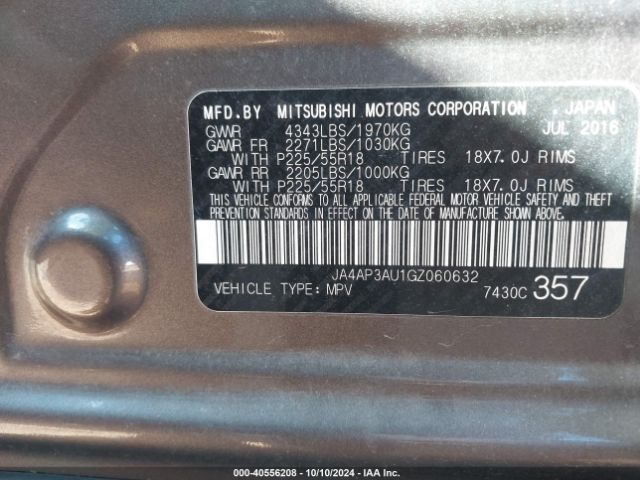 MFD.BY MITSUBISHI MOTORS CORPORATION , JAPAN
GVWR 4343LBS/1970KG JUL 2016
GAWR FR 2271LBS/1030KG
WITH P225/55R18 TIRES 18X7.0J RIMS
GAWR RR 2205LBS/1000KG
WITH P225/55R18 TIRES 18X7.0J RIMS
THIS VEHICLE CONFORMS TO ALL APPLICABLE FEDERAL MOTOR VEHICLE SAFETY AND THEFT
PREVENTION STANDARDS IN EFFECT ON THE DATE OF MANUFACTURE SHOWN ABOVE.
JA4AP3AU1GZ060632
VEHICLE TYPE:MPV 7430C 357
000-40556208 - 10/10/2024 - IAA Inc.